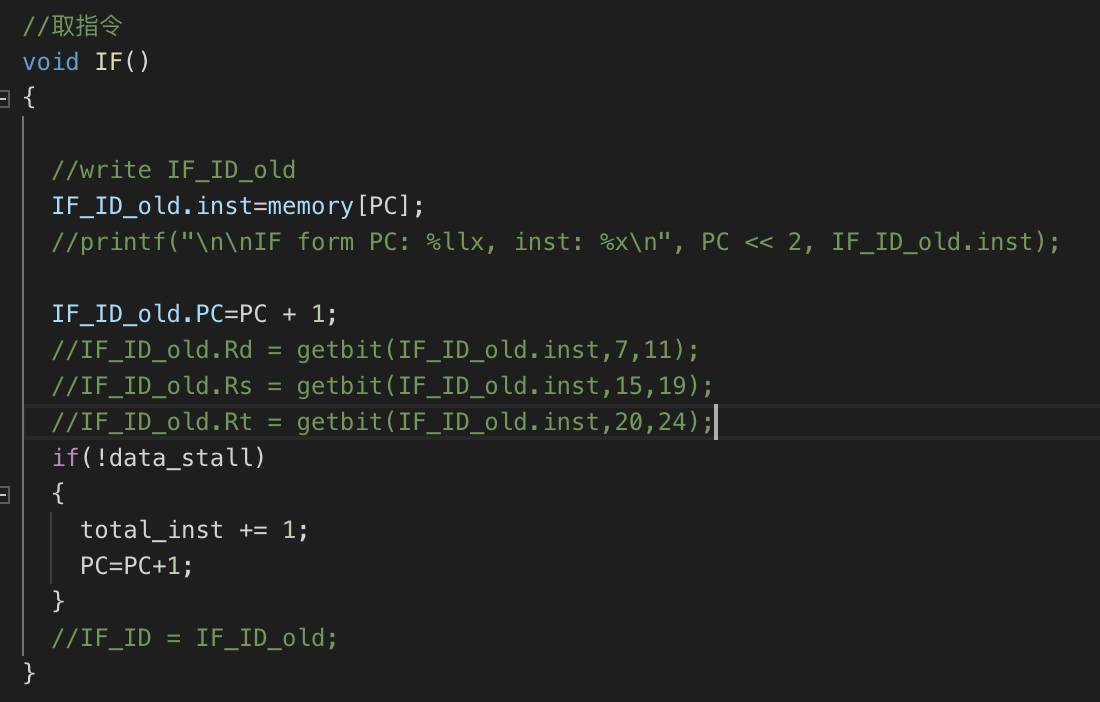 //取指令
void IF()
{
//write IF_ID_old
IF_ID_old.inst=memory[PC];
//printf("\n\nIF form PC: %llx, inst: %x\n", PC << 2, IF_ID_old.inst);
IF_ID_old.PC=PC + 1;
//IF_ID_old.Rd = getbit(IF_ID_old.inst,7,11);
//IF_ID_old.Rs = getbit(IF_ID_old.inst,15,19);
//IF_ID_old.Rt = getbit(IF_ID_old.inst,20,24);
if(!data_stall)
{
total_inst += 1;
PC=PC+1;
}
//IF_ID = IF_ID_old;
}